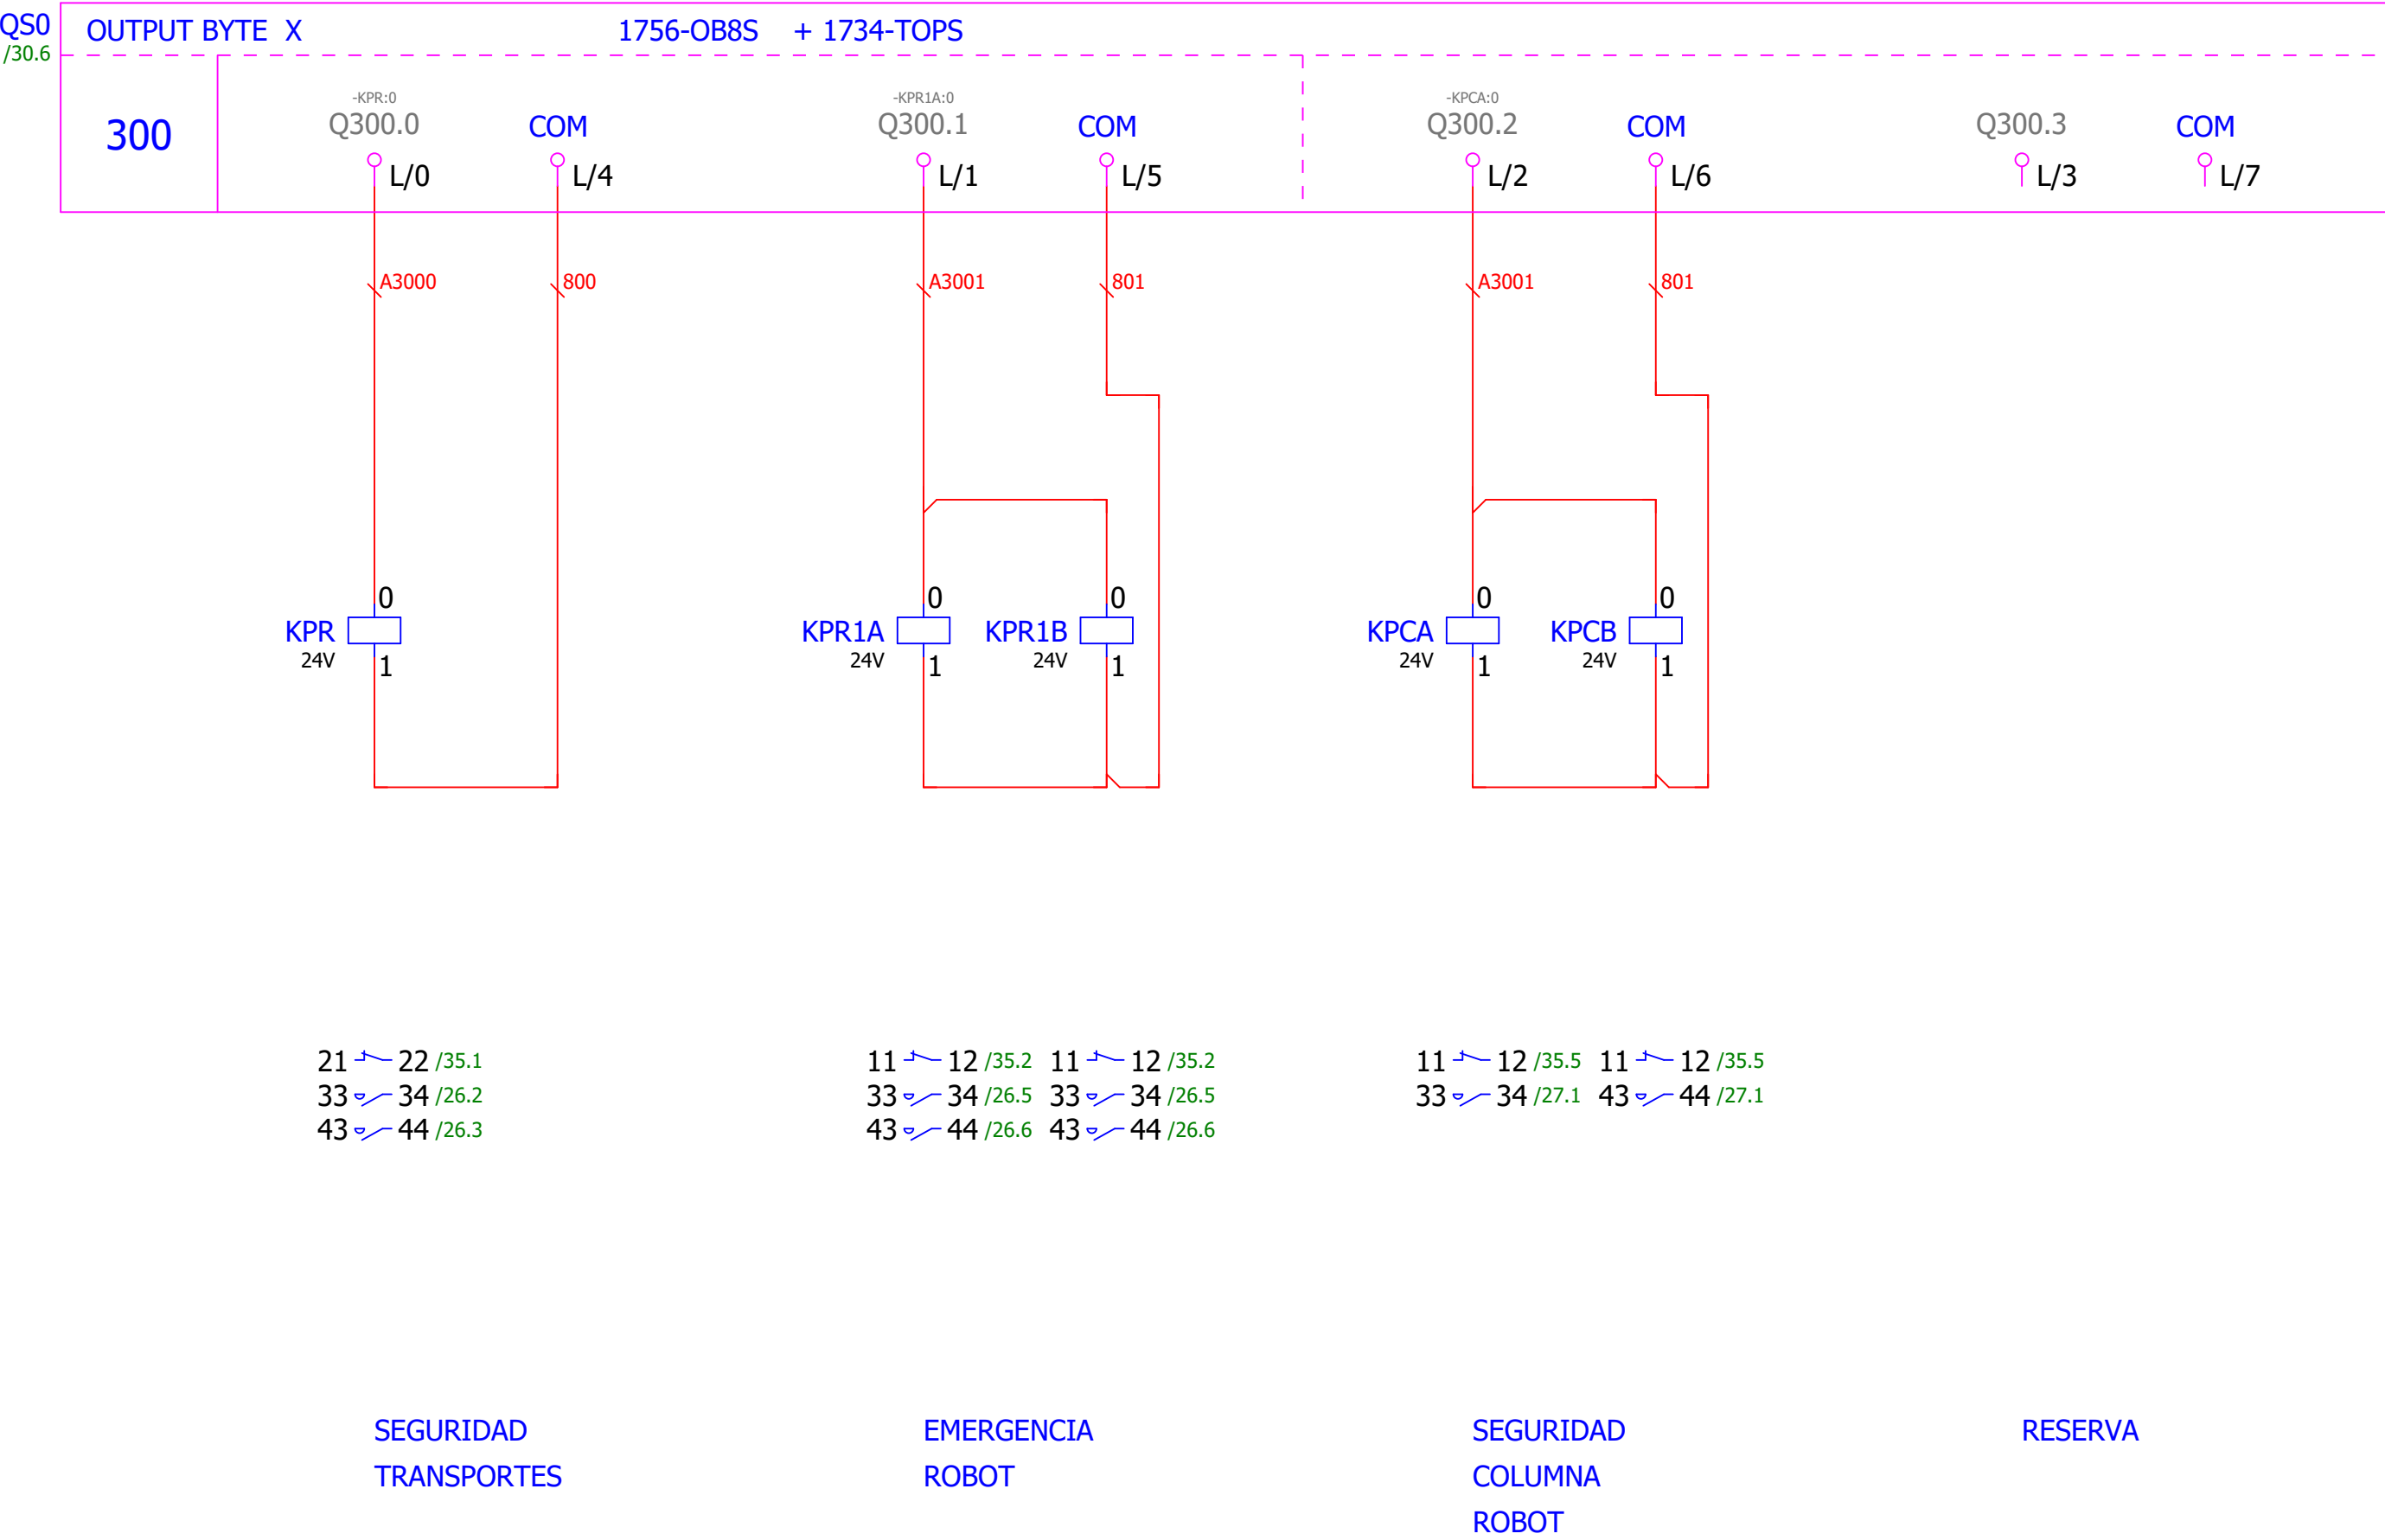 QS0
/30.6
OUTPUT BYTE X
1756-OB8S + 1734-TOPS
300
-KPR:0
Q300.0
COM
-KPR1A:0
Q300.1
COM
-KPCA:0
Q300.2
COM
Q300.3
COM
L/0
L/4
L/1
L/5
L/2
L/6
L/3
L/7
A3000
800
A3001
801
A3001
801
0
KPR
24V
1
0
KPR1A
24V
1
0
KPR1B
24V
1
0
KPCA
24V
1
0
KPCB
24V
1
21 22 /35.1
33 34 /26.2
43 44 /26.3
11 12 /35.2
33 34 /26.5
43 44 /26.6
11 12 /35.2
33 34 /26.5
43 44 /26.6
11 12 /35.5
33 34 /27.1
11 12 /35.5
43 44 /27.1
SEGURIDAD
TRANSPORTES
EMERGENCIA
ROBOT
SEGURIDAD
COLUMNA
ROBOT
RESERVA